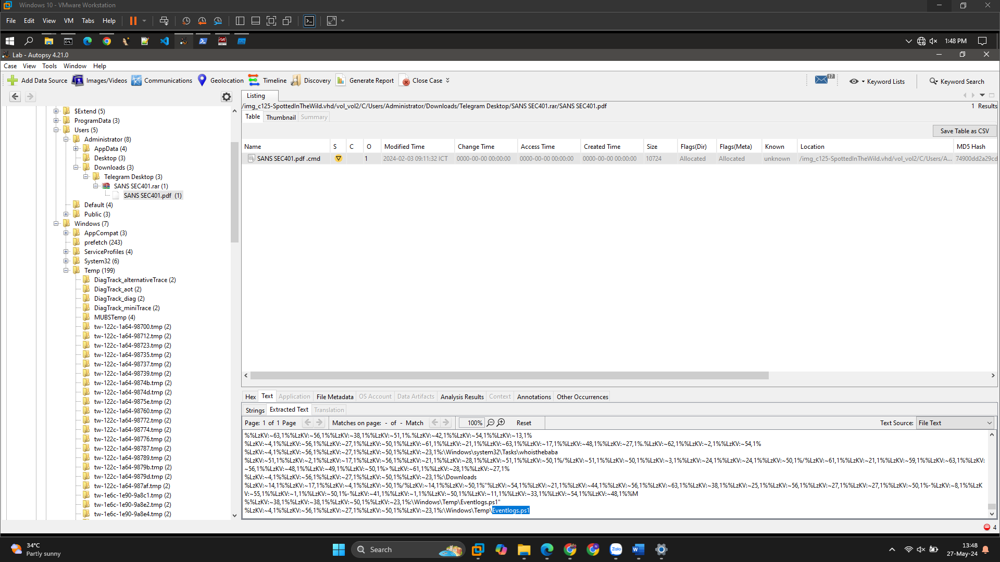 Windows 10 - VMware Workstation
File Edit View VM Tabs Help
1:48 PM
Lab - Autopsy 4.21.0
Case View Tools Window Help
Add Data Source Images/Videos Communications Geolocation Timeline Discovery Generate Report Close Case 17 Keyword Lists Keyword Search
Listing
/img_c125-SpottedInTheWild.vhd/vol_vol2/C/Users/Administrator/Downloads/Telegram Desktop/SANS SEC401.rar/SANS SEC401.pdf
1 Results
Table Thumbnail Summary
Save Table as CSV
Name S C O Modified Time Change Time Access Time Created Time Size Flags(Dir) Flags(Meta) Known Location MD5 Hash
SANS SEC401.pdf .cmd 1 2024-02-03 09:11:32 ICT 0000-00-00 00:00:00 0000-00-00 00:00:00 0000-00-00 00:00:00 10724 Allocated Allocated unknown /img_c125-SpottedInTheWild.vhd/vol_vol2/C/Users/A... 74900dd2a29cd
$Extend (5)
ProgramData (3)
Users (5)
Administrator (8)
AppData (4)
Desktop (3)
Downloads (3)
Telegram Desktop (3)
SANS SEC401.rar (1)
SANS SEC401.pdf (1)
Default (4)
Public (3)
Windows (7)
AppCompat (3)
prefetch (243)
ServiceProfiles (4)
System32 (6)
Temp (199)
DiagTrack_alternativeTrace (2)
DiagTrack_aot (2)
DiagTrack_diag (2)
DiagTrack_miniTrace (2)
MUBSTemp (4)
tw-122c-1a64-98700.tmp (2)
tw-122c-1a64-98712.tmp (2)
tw-122c-1a64-98723.tmp (2)
tw-122c-1a64-98735.tmp (2)
tw-122c-1a64-98737.tmp (2)
tw-122c-1a64-98739.tmp (2)
tw-122c-1a64-9874b.tmp (2)
tw-122c-1a64-9874d.tmp (2)
tw-122c-1a64-9875e.tmp (2)
tw-122c-1a64-98760.tmp (2)
tw-122c-1a64-98772.tmp (2)
tw-122c-1a64-98774.tmp (2)
tw-122c-1a64-98776.tmp (2)
tw-122c-1a64-98787.tmp (2)
tw-122c-1a64-98789.tmp (2)
tw-122c-1a64-9879b.tmp (2)
tw-122c-1a64-9879d.tmp (2)
tw-122c-1a64-987af.tmp (2)
tw-1e6c-1e90-9a8c1.tmp (2)
tw-1e6c-1e90-9a8e2.tmp (2)
tw-1e6c-1e90-9a8e4.tmp (2)
Hex Text Application File Metadata OS Account Data Artifacts Analysis Results Context Annotations Other Occurrences
Strings Extracted Text Translation
Page: 1 of 1 Page Matches on page: - of - Match 100% Reset Text Source: File Text
%%LzKV:~63,1%%LzKV:~56,1%%LzKV:~38,1%%LzKV:~51,1%.%LzKV:~42,1%%LzKV:~54,1%%LzKV:~13,1%
%LzKV:~4,1%%LzKV:~56,1%%LzKV:~27,1%%LzKV:~50,1%%LzKV:~61,1%%LzKV:~21,1%%LzKV:~63,1%%LzKV:~17,1%%LzKV:~48,1%%LzKV:~27,1%.%LzKV:~62,1%%LzKV:~2,1%%LzKV:~54,1%
%LzKV:~4,1%%LzKV:~56,1%%LzKV:~27,1%%LzKV:~50,1%%LzKV:~23,1%:\Windows\system32\Tasks\whoisthebaba
%LzKV:~51,1%%LzKV:~2,1%%LzKV:~17,1%%LzKV:~56,1%%LzKV:~21,1%%LzKV:~28,1%%LzKV:~51,1%%LzKV:~50,1%/%LzKV:~51,1%%LzKV:~50,1%%LzKV:~3,1%%LzKV:~24,1%%LzKV:~24,1%%LzKV:~50,1%/%LzKV:~61,1%%LzKV:~21,1%%LzKV:~59,1%%LzKV:~63,1%%LzKV:
~56,1%%LzKV:~48,1%%LzKV:~49,1%%LzKV:~50,1%>%LzKV:~61,1%%LzKV:~28,1%%LzKV:~27,1%
%LzKV:~4,1%%LzKV:~56,1%%LzKV:~27,1%%LzKV:~50,1%%LzKV:~23,1%:\Downloads
%LzKV:~14,1%%LzKV:~17,1%%LzKV:~4,1%%LzKV:~50,1%/%LzKV:~14,1%%LzKV:~50,1%"%LzKV:~54,1%%LzKV:~21,1%%LzKV:~44,1%%LzKV:~56,1%%LzKV:~63,1%%LzKV:~38,1%%LzKV:~25,1%%LzKV:~56,1%%LzKV:~27,1%%LzKV:~27,1%%LzKV:~50,1%-%LzKV:~8,1%%LzK
V:~55,1%%LzKV:~1,1%%LzKV:~50,1%-%LzKV:~41,1%%LzKV:~1,1%%LzKV:~50,1%%LzKV:~11,1%%LzKV:~33,1%%LzKV:~54,1%%LzKV:~48,1%%M
%%LzKV:~38,1%%LzKV:~38,1%%LzKV:~50,1%%LzKV:~23,1%:\Windows\Temp\Eventlogs.ps1"
%LzKV:~4,1%%LzKV:~56,1%%LzKV:~27,1%%LzKV:~50,1%%LzKV:~23,1%:\Windows\Temp\Eventlogs.ps1
4
34°C
Partly sunny
Search
Zalo
13:48
27-May-24